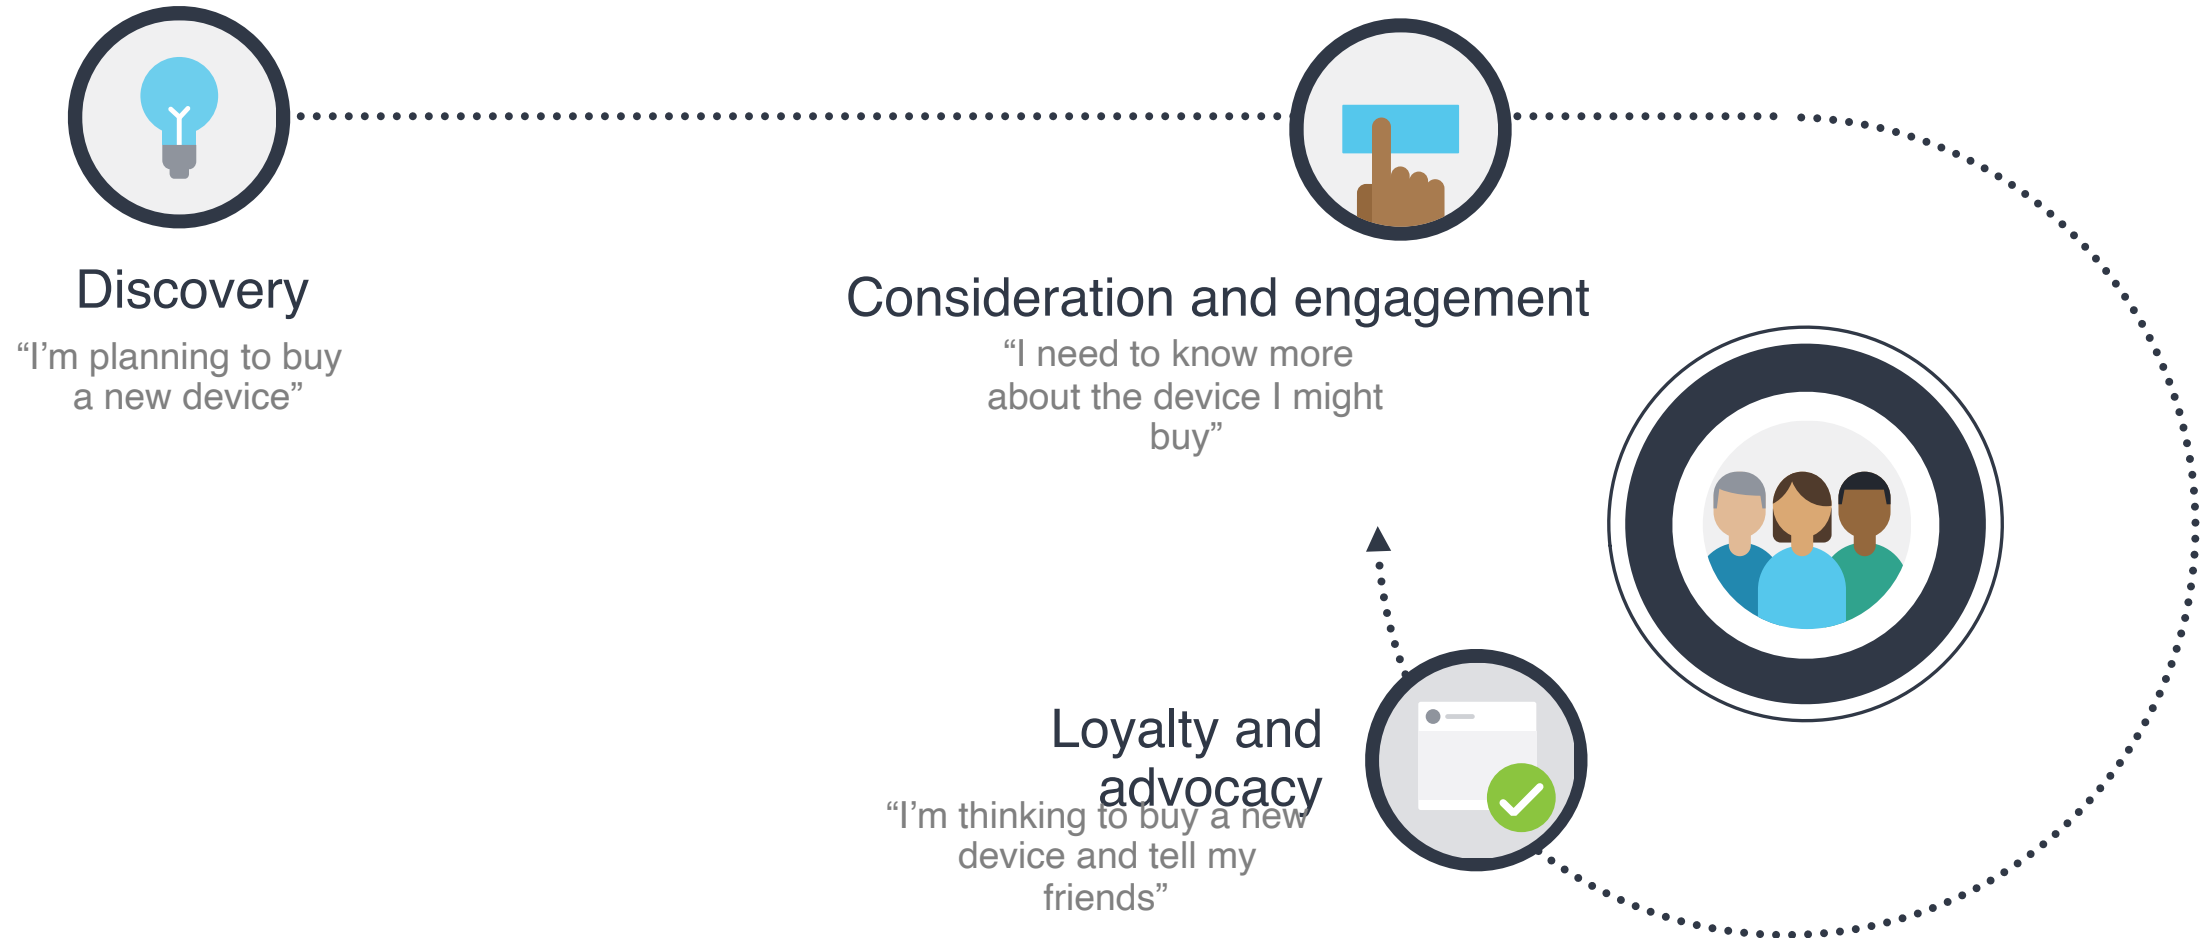 Discovery
“I’m planning to buy
a new device”
Consideration and engagement
“I need to know more
about the device I might
buy”
Loyalty and
advocacy
“I’m thinking to buy a new
device and tell my
friends”